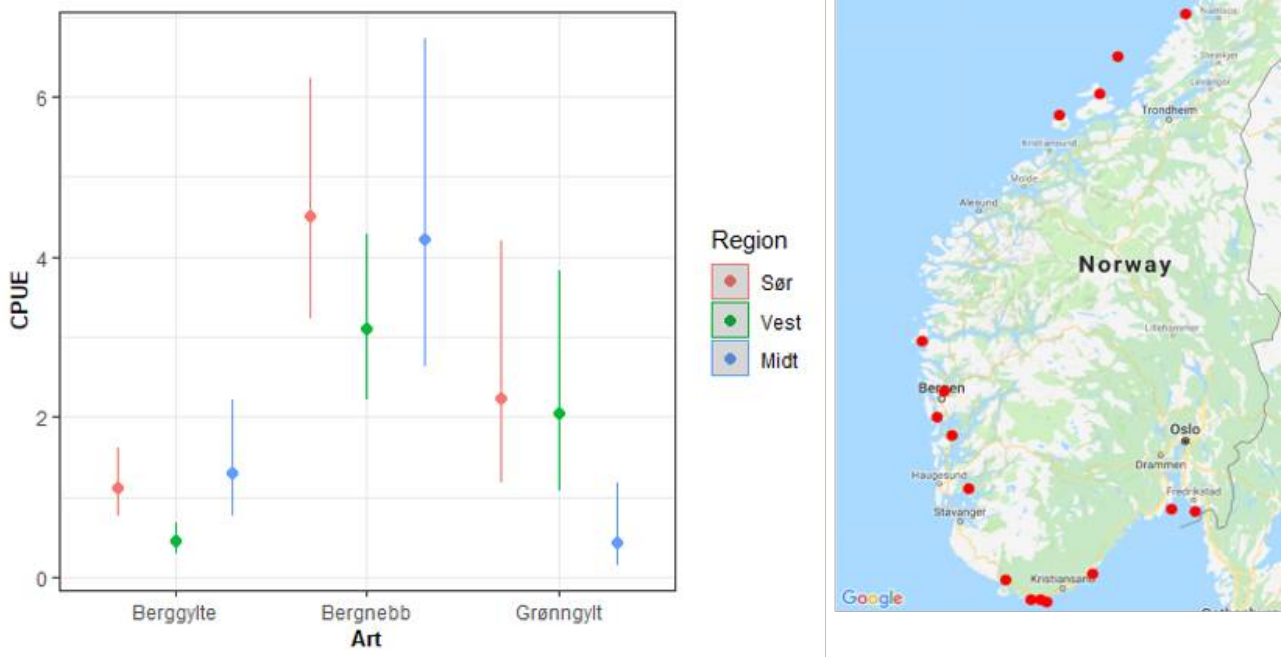 6
4
2
0
CPUE
Berggylte
Bergnebb
Grønngylt
Art
Region
Sør
Vest
Midt
Namsos
Steinkjer
Levanger
Trondheim
Kristiansund
Molde
Ålesund
Norway
Lillehammer
Bergen
Oslo
Drammen
Haugesund
Fredrikstad
Stavanger
Kristiansand
Google